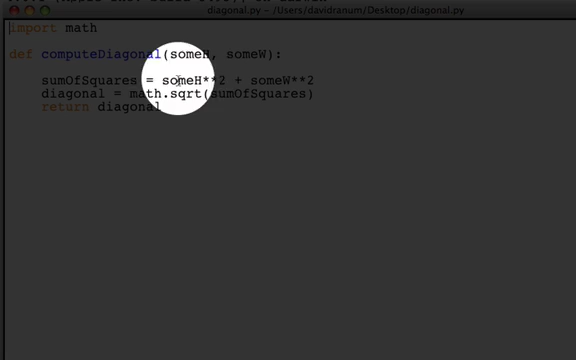 diagonal.py – /Users/davidranum/Desktop/diagonal.py
import math
def computeDiagonal(someH, someW):
sumOfSquares = someH**2 + someW**2
diagonal = math.sqrt(sumOfSquares)
return diagonal